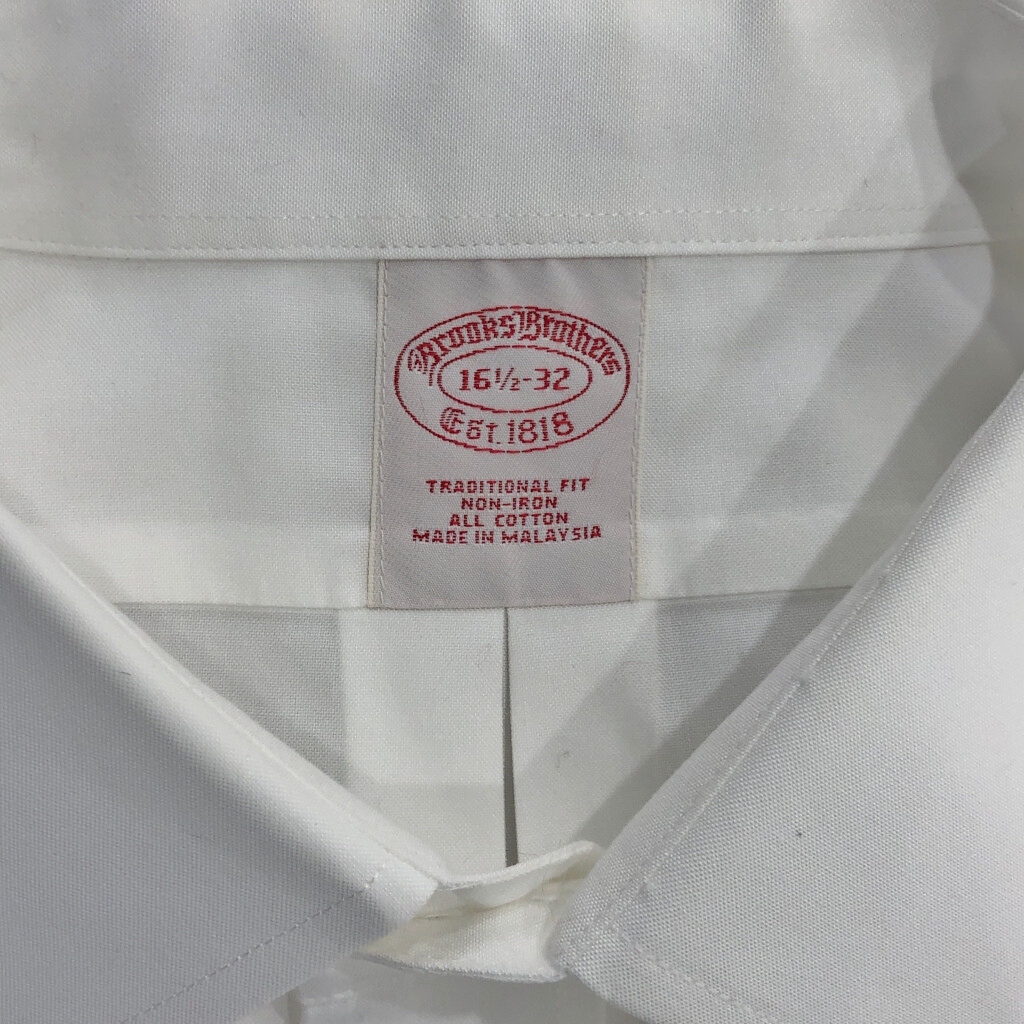 Brooks Brothers
16½-32
Est. 1818
TRADITIONAL FIT
NON-IRON
ALL COTTON
MADE IN MALAYSIA